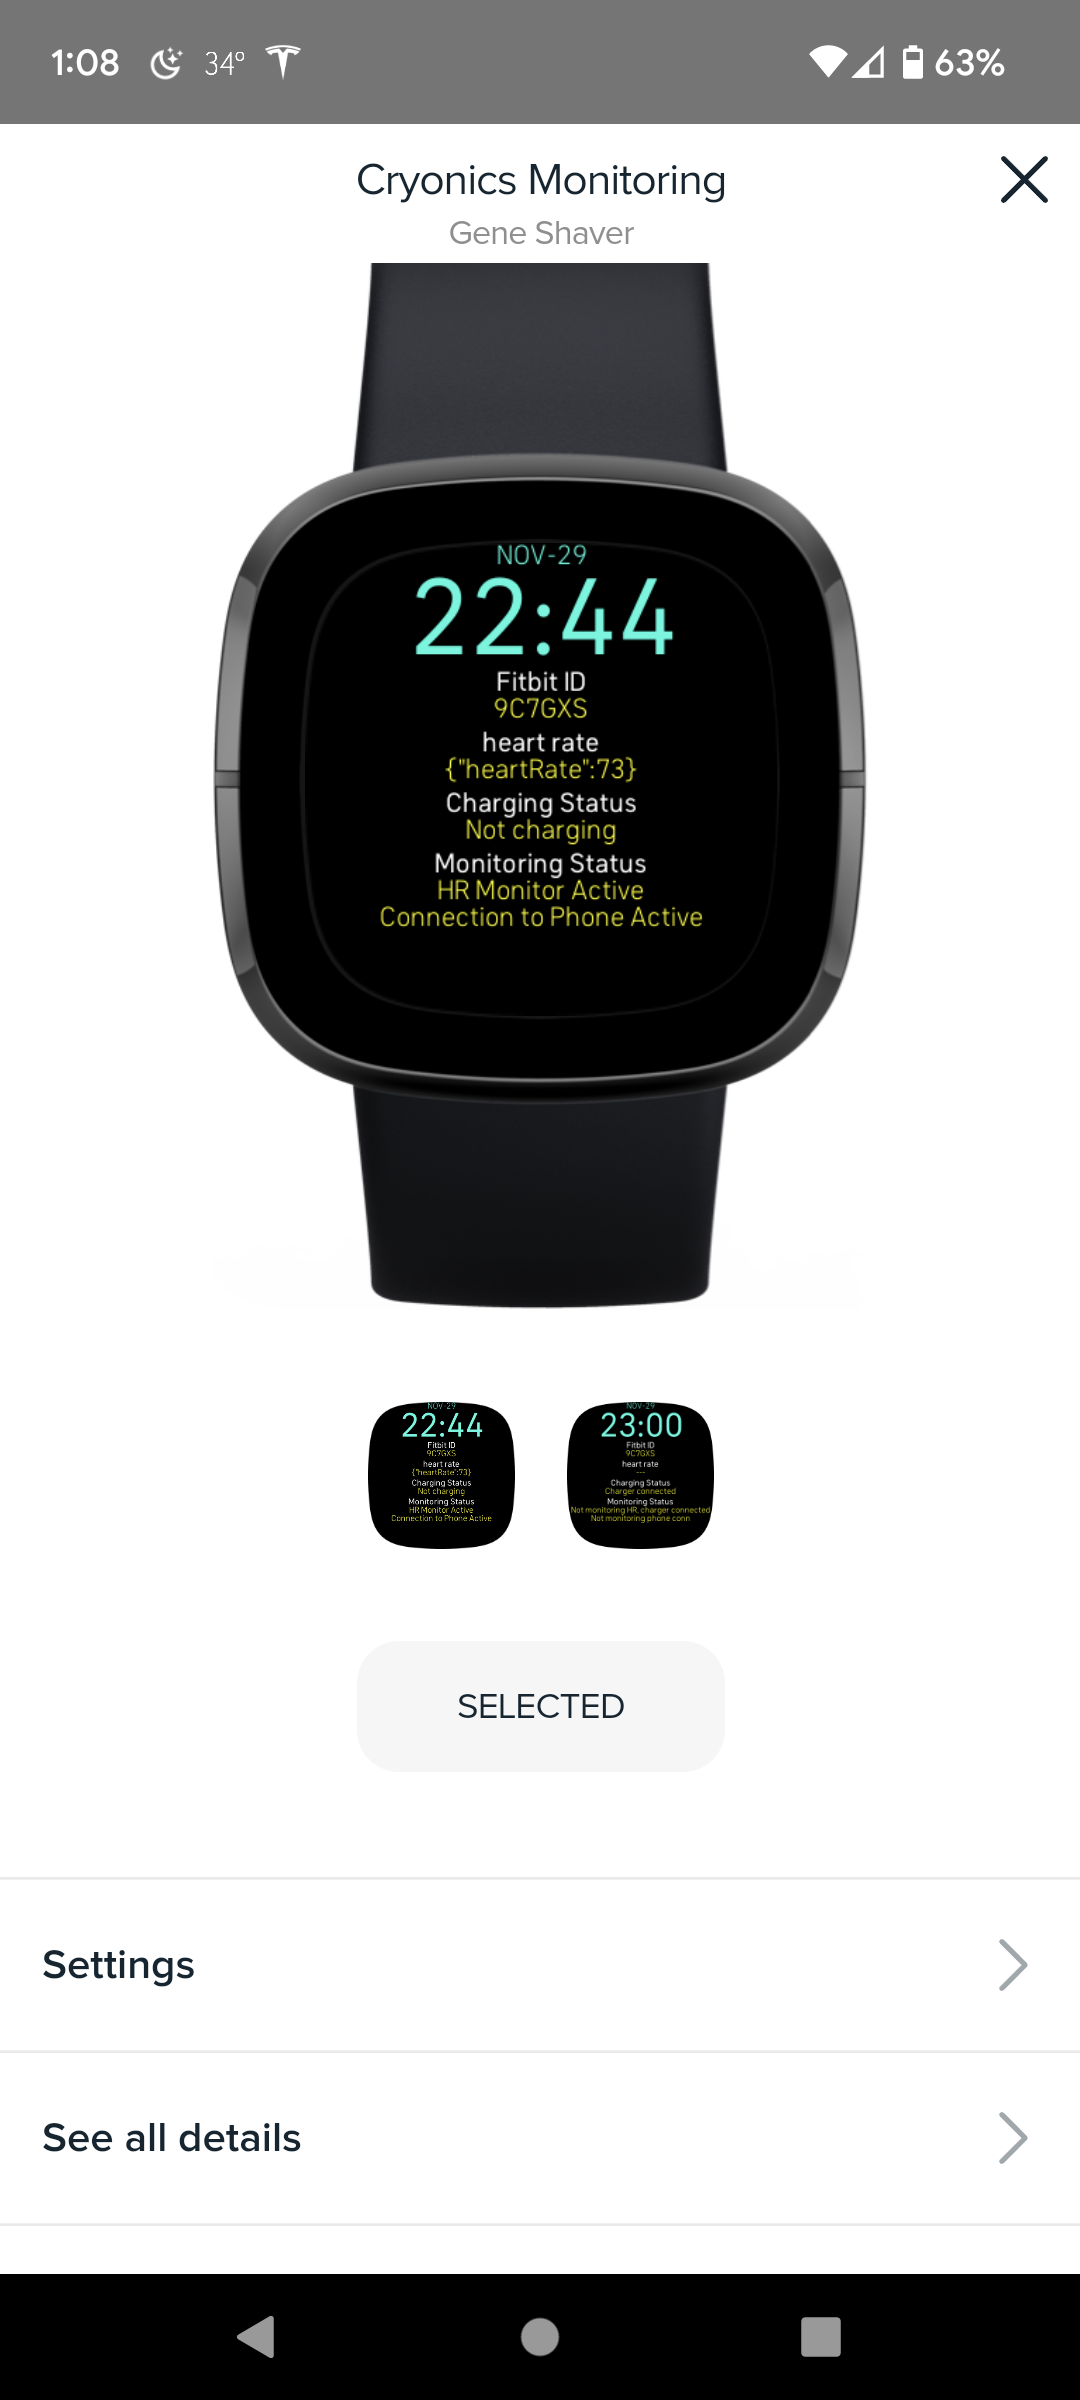 1:08 34° 63%
Cryonics Monitoring
Gene Shaver
NOV-29
22:44
Fitbit ID
9C7GXS
heart rate
{"heartRate":73}
Charging Status
Not charging
Monitoring Status
HR Monitor Active
Connection to Phone Active
NOV-29
22:44
Fitbit ID
9C7GXS
heart rate
{"heartRate":73}
Charging Status
Not charging
Monitoring Status
HR Monitor Active
Connection to Phone Active
NOV-29
23:00
Fitbit ID
9C7GXS
heart rate
---
Charging Status
Charger connected
Monitoring Status
Not monitoring HR, charger connected
Not monitoring phone conn
SELECTED
Settings
See all details